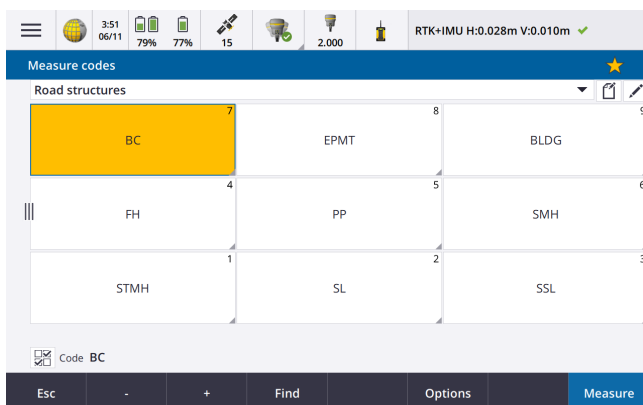 3:51
06/11
79%
77%
15
2.000
RTK+IMU H:0.028m V:0.010m
Measure codes
Road structures
7
8
9
BC
EPMT
BLDG
4
5
6
FH
PP
SMH
1
2
3
STMH
SL
SSL
Code BC
Esc - + Find Options Measure